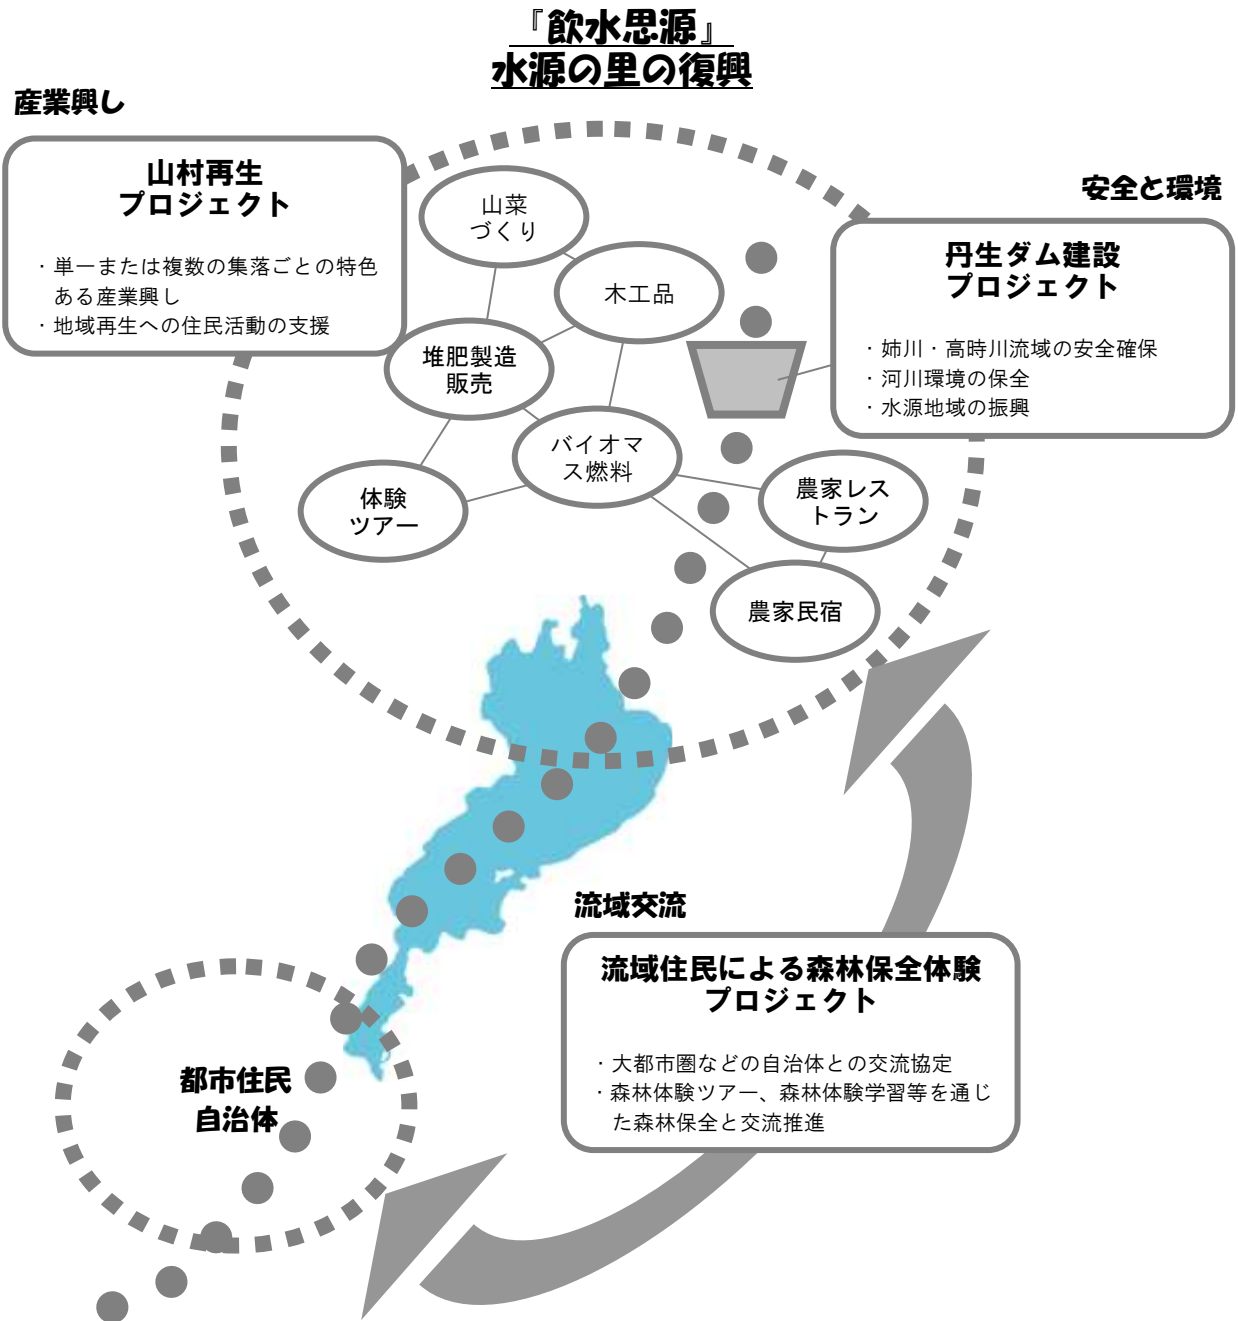 『飲水思源』
水源の里の復興
産業興し
山村再生
プロジェクト
・単一または複数の集落ごとの特色
ある産業興し
・地域再生への住民活動の支援
安全と環境
丹生ダム建設
プロジェクト
・姉川・高時川流域の安全確保
・河川環境の保全
・水源地域の振興
山菜
づくり
木工品
堆肥製造
販売
バイオマ
ス燃料
体験
ツアー
農家レス
トラン
農家民宿
流域交流
流域住民による森林保全体験
プロジェクト
・大都市圏などの自治体との交流協定
・森林体験ツアー、森林体験学習等を通じ
た森林保全と交流推進
都市住民
自治体